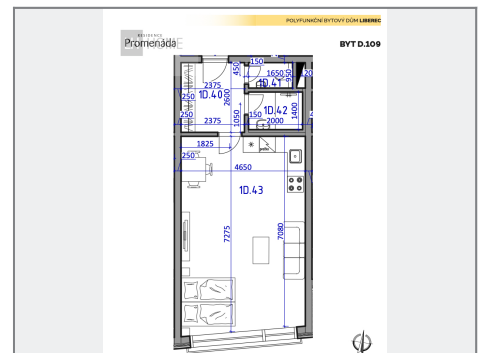 POLYFUNKČNÍ BYTOVÝ DŮM LIBEREC
RESIDENCE
Promenáda
BYT D.109
150
450
1650
950
1D.41
2375
1D.40
2600
250
1D.42
1400
250
1050
150
2000
2375
1825
250
4650
1D.43
7275
7080